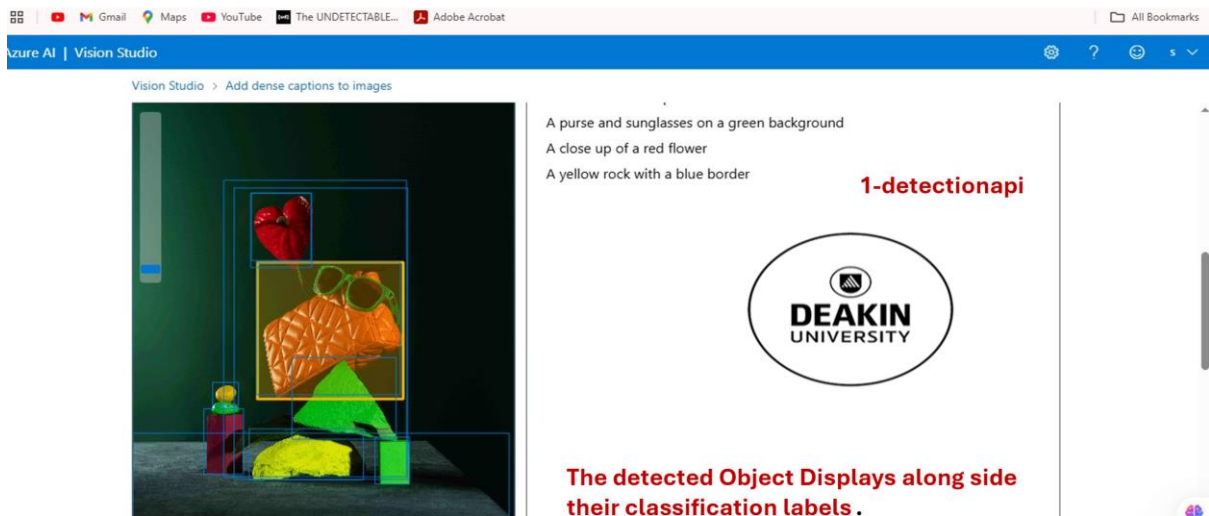 Gmail Maps YouTube The UNDETECTABLE... Adobe Acrobat All Bookmarks
Azure AI | Vision Studio ? s
Vision Studio > Add dense captions to images
A purse and sunglasses on a green background
A close up of a red flower
A yellow rock with a blue border
1-detectionapi
DEAKIN
UNIVERSITY
The detected Object Displays along side
their classification labels .